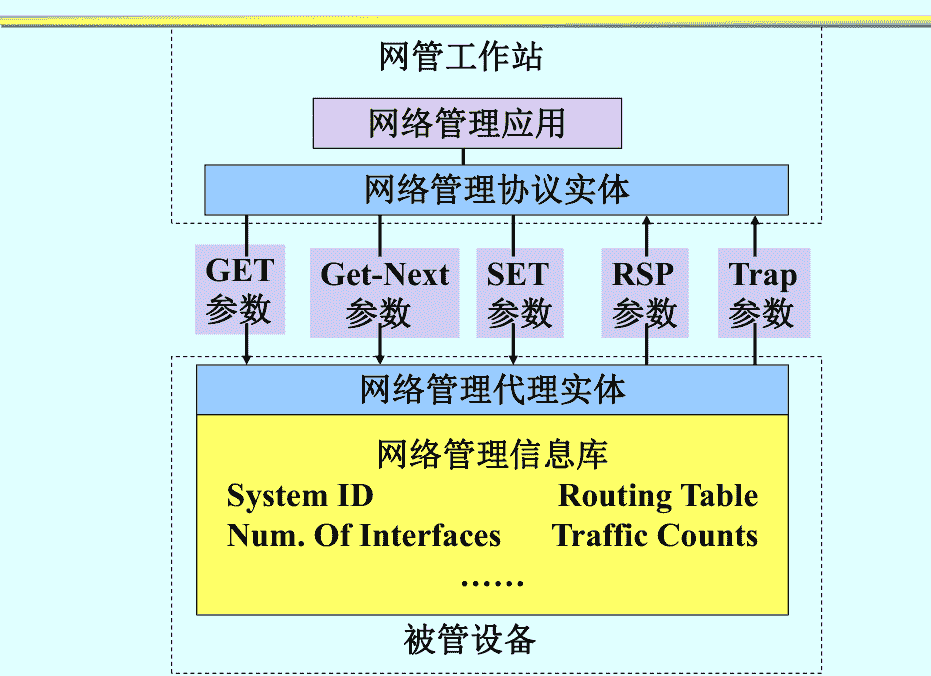 网管工作站
网络管理应用
网络管理协议实体
GET
参数
Get-Next
参数
SET
参数
RSP
参数
Trap
参数
网络管理代理实体
网络管理信息库
System ID
Routing Table
Num. Of Interfaces
Traffic Counts
……
被管设备